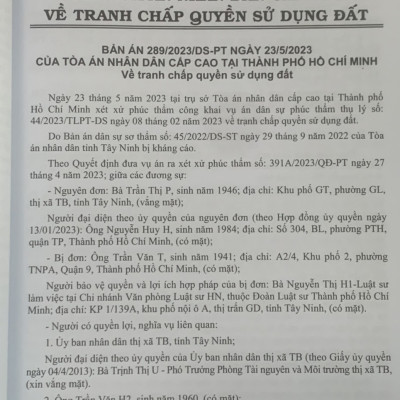 VỀ TRANH CHẤP QUYỀN SỬ DỤNG ĐẤT
BẢN ÁN 289/2023/DS-PT NGÀY 23/5/2023
CỦA TÒA ÁN NHÂN DÂN CẤP CAO TẠI THÀNH PHỐ HỒ CHÍ MINH
Về tranh chấp quyền sử dụng đất
Ngày 23 tháng 5 năm 2023 tại trụ sở Tòa án nhân dân cấp cao tại Thành phố
Hồ Chí Minh xét xử phúc thẩm công khai vụ án dân sự phúc thẩm thụ lý số:
44/2023/TLPT-DS ngày 08 tháng 02 năm 2023 về tranh chấp quyền sử dụng đất.
Do Bản án dân sự sơ thẩm số: 45/2022/DS-ST ngày 29 tháng 9 năm 2022 của Tòa
án nhân dân tỉnh Tây Ninh bị kháng cáo.
Theo Quyết định đưa vụ án ra xét xử phúc thẩm số: 391A/2023/QĐ-PT ngày 27
tháng 4 năm 2023; giữa các đương sự:
- Nguyên đơn: Bà Trần Thị P, sinh năm 1946; địa chỉ: Khu phố GT, phường GL,
thị xã TB, tỉnh Tây Ninh, (vắng mặt);
Người đại diện theo ủy quyền của nguyên đơn (theo Hợp đồng ủy quyền ngày
13/01/2023): Ông Nguyễn Huy H, sinh năm 1984; địa chỉ: Số 304, BL, phường PTH,
quận TP, Thành phố Hồ Chí Minh, (có mặt);
- Bị đơn: Ông Trần Văn T, sinh năm 1941; địa chỉ: A2/4, Khu phố 2, phường
TNPA, Quận 9, Thành phố Hồ Chí Minh, (có mặt);
Người bảo vệ quyền và lợi ích hợp pháp của bị đơn: Bà Nguyễn Thị H1-Luật sư
làm việc tại Chi nhánh Văn phòng Luật sư HN, thuộc Đoàn Luật sư Thành phố Hồ Chí
Minh; địa chỉ: KP 1/139A, khu phố nội ô A, thị trấn GD, tỉnh Tây Ninh, (có mặt).
- Người có quyền lợi, nghĩa vụ liên quan:
1. Ủy ban nhân dân thị xã TB, tỉnh Tây Ninh;
Người đại diện theo ủy quyền của Ủy ban nhân dân thị xã TB (theo Giấy ủy quyền
ngày 04/4/2013): Bà Trịnh Thị U - Phó Trưởng Phòng Tài nguyên và Môi trường thị xã TB,
(xin vắng mặt).
2. Ông Trần Văn H2, sinh năm 1960, (có mặt);